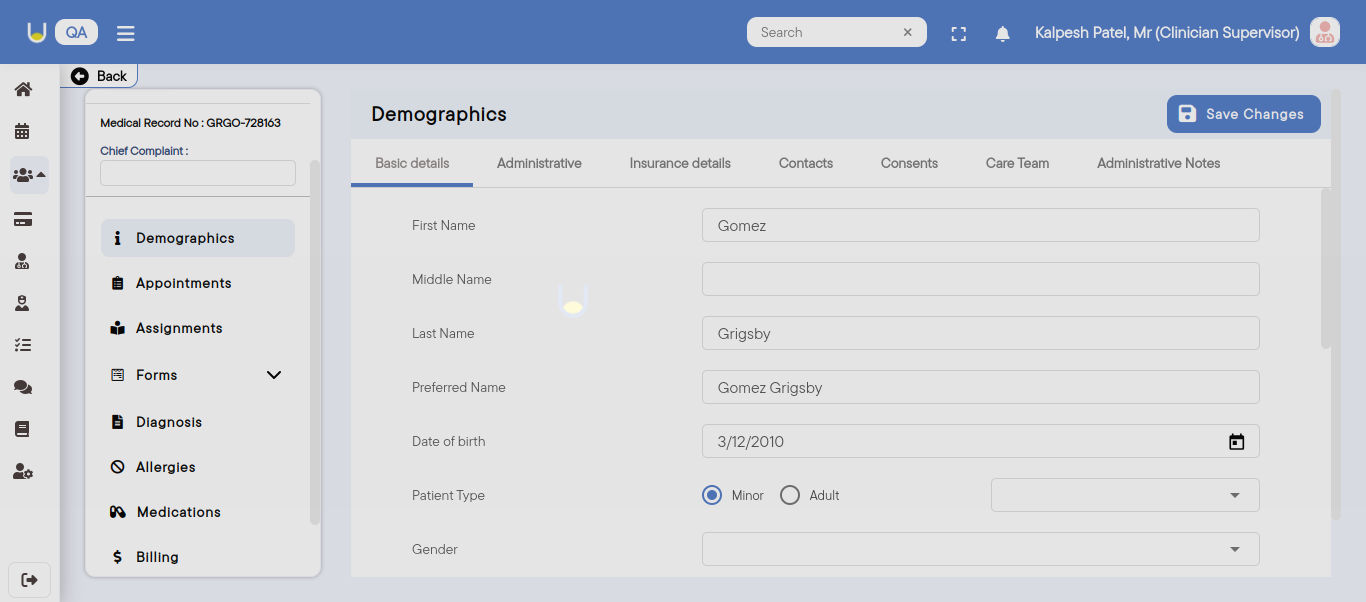 QA
Search
Kalpesh Patel, Mr (Clinician Supervisor)
Back
Medical Record No : GRGO-728163
Chief Complaint :
Demographics
Appointments
Assignments
Forms
Diagnosis
Allergies
Medications
Billing
Demographics
Save Changes
Basic details Administrative Insurance details Contacts Consents Care Team Administrative Notes
First Name Gomez
Middle Name
Last Name Grigsby
Preferred Name Gomez Grigsby
Date of birth 3/12/2010
Patient Type Minor Adult
Gender